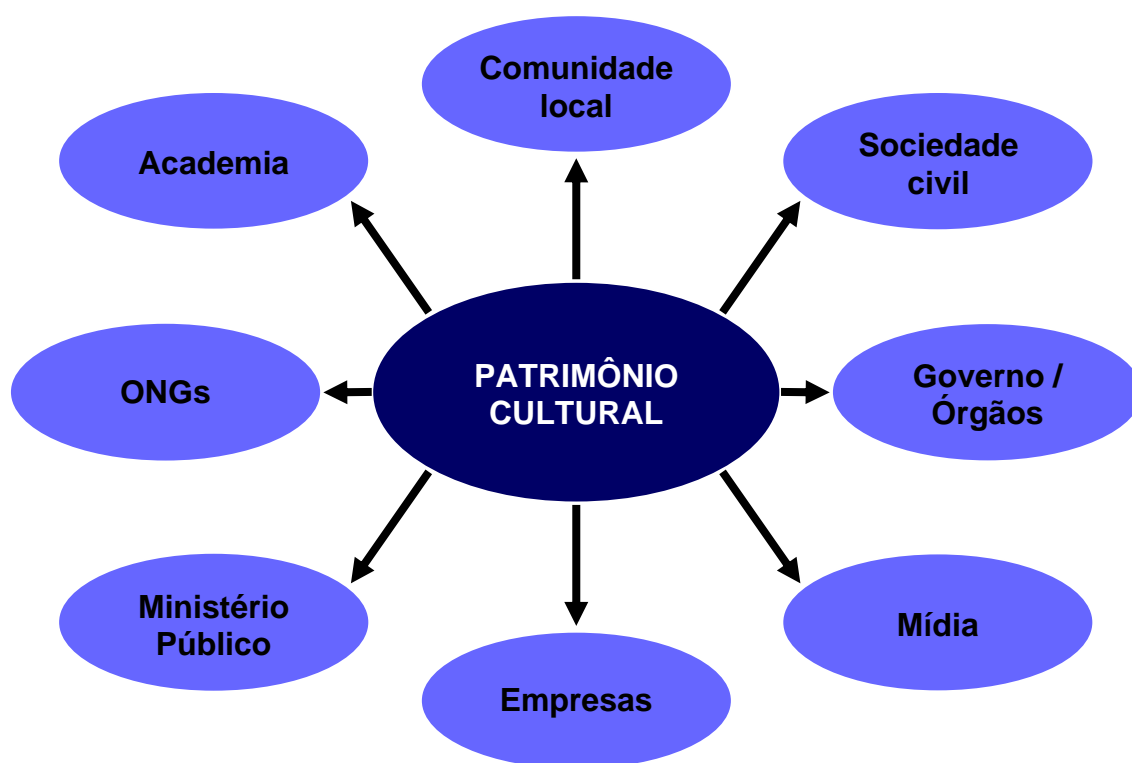 Comunidade
local
Academia
Sociedade
civil
ONGs
PATRIMÔNIO
CULTURAL
Governo /
Órgãos
Ministério
Público
Mídia
Empresas